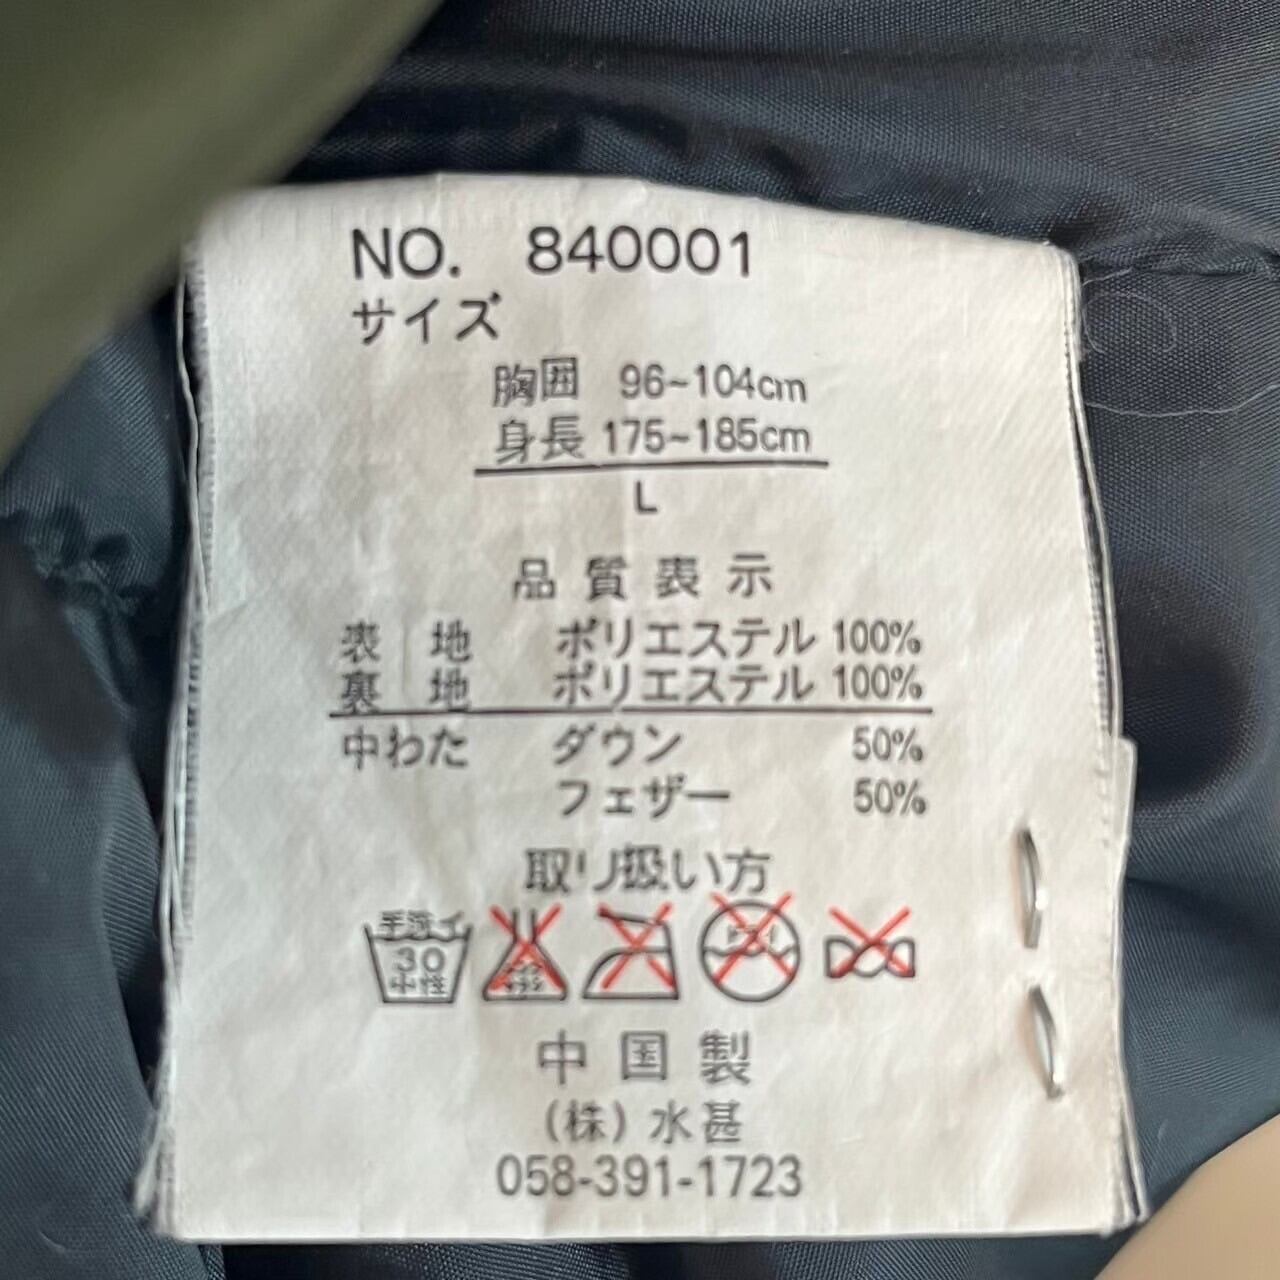 NO. 840001
サイズ
胸囲 96~104cm
身長 175~185cm
L
品質表示
表 地 ポリエステル 100%
裏 地 ポリエステル 100%
中わた ダウン 50%
フェザー 50%
取り扱い方
手洗イ
30
中性
中国製
(株)水甚
058-391-1723